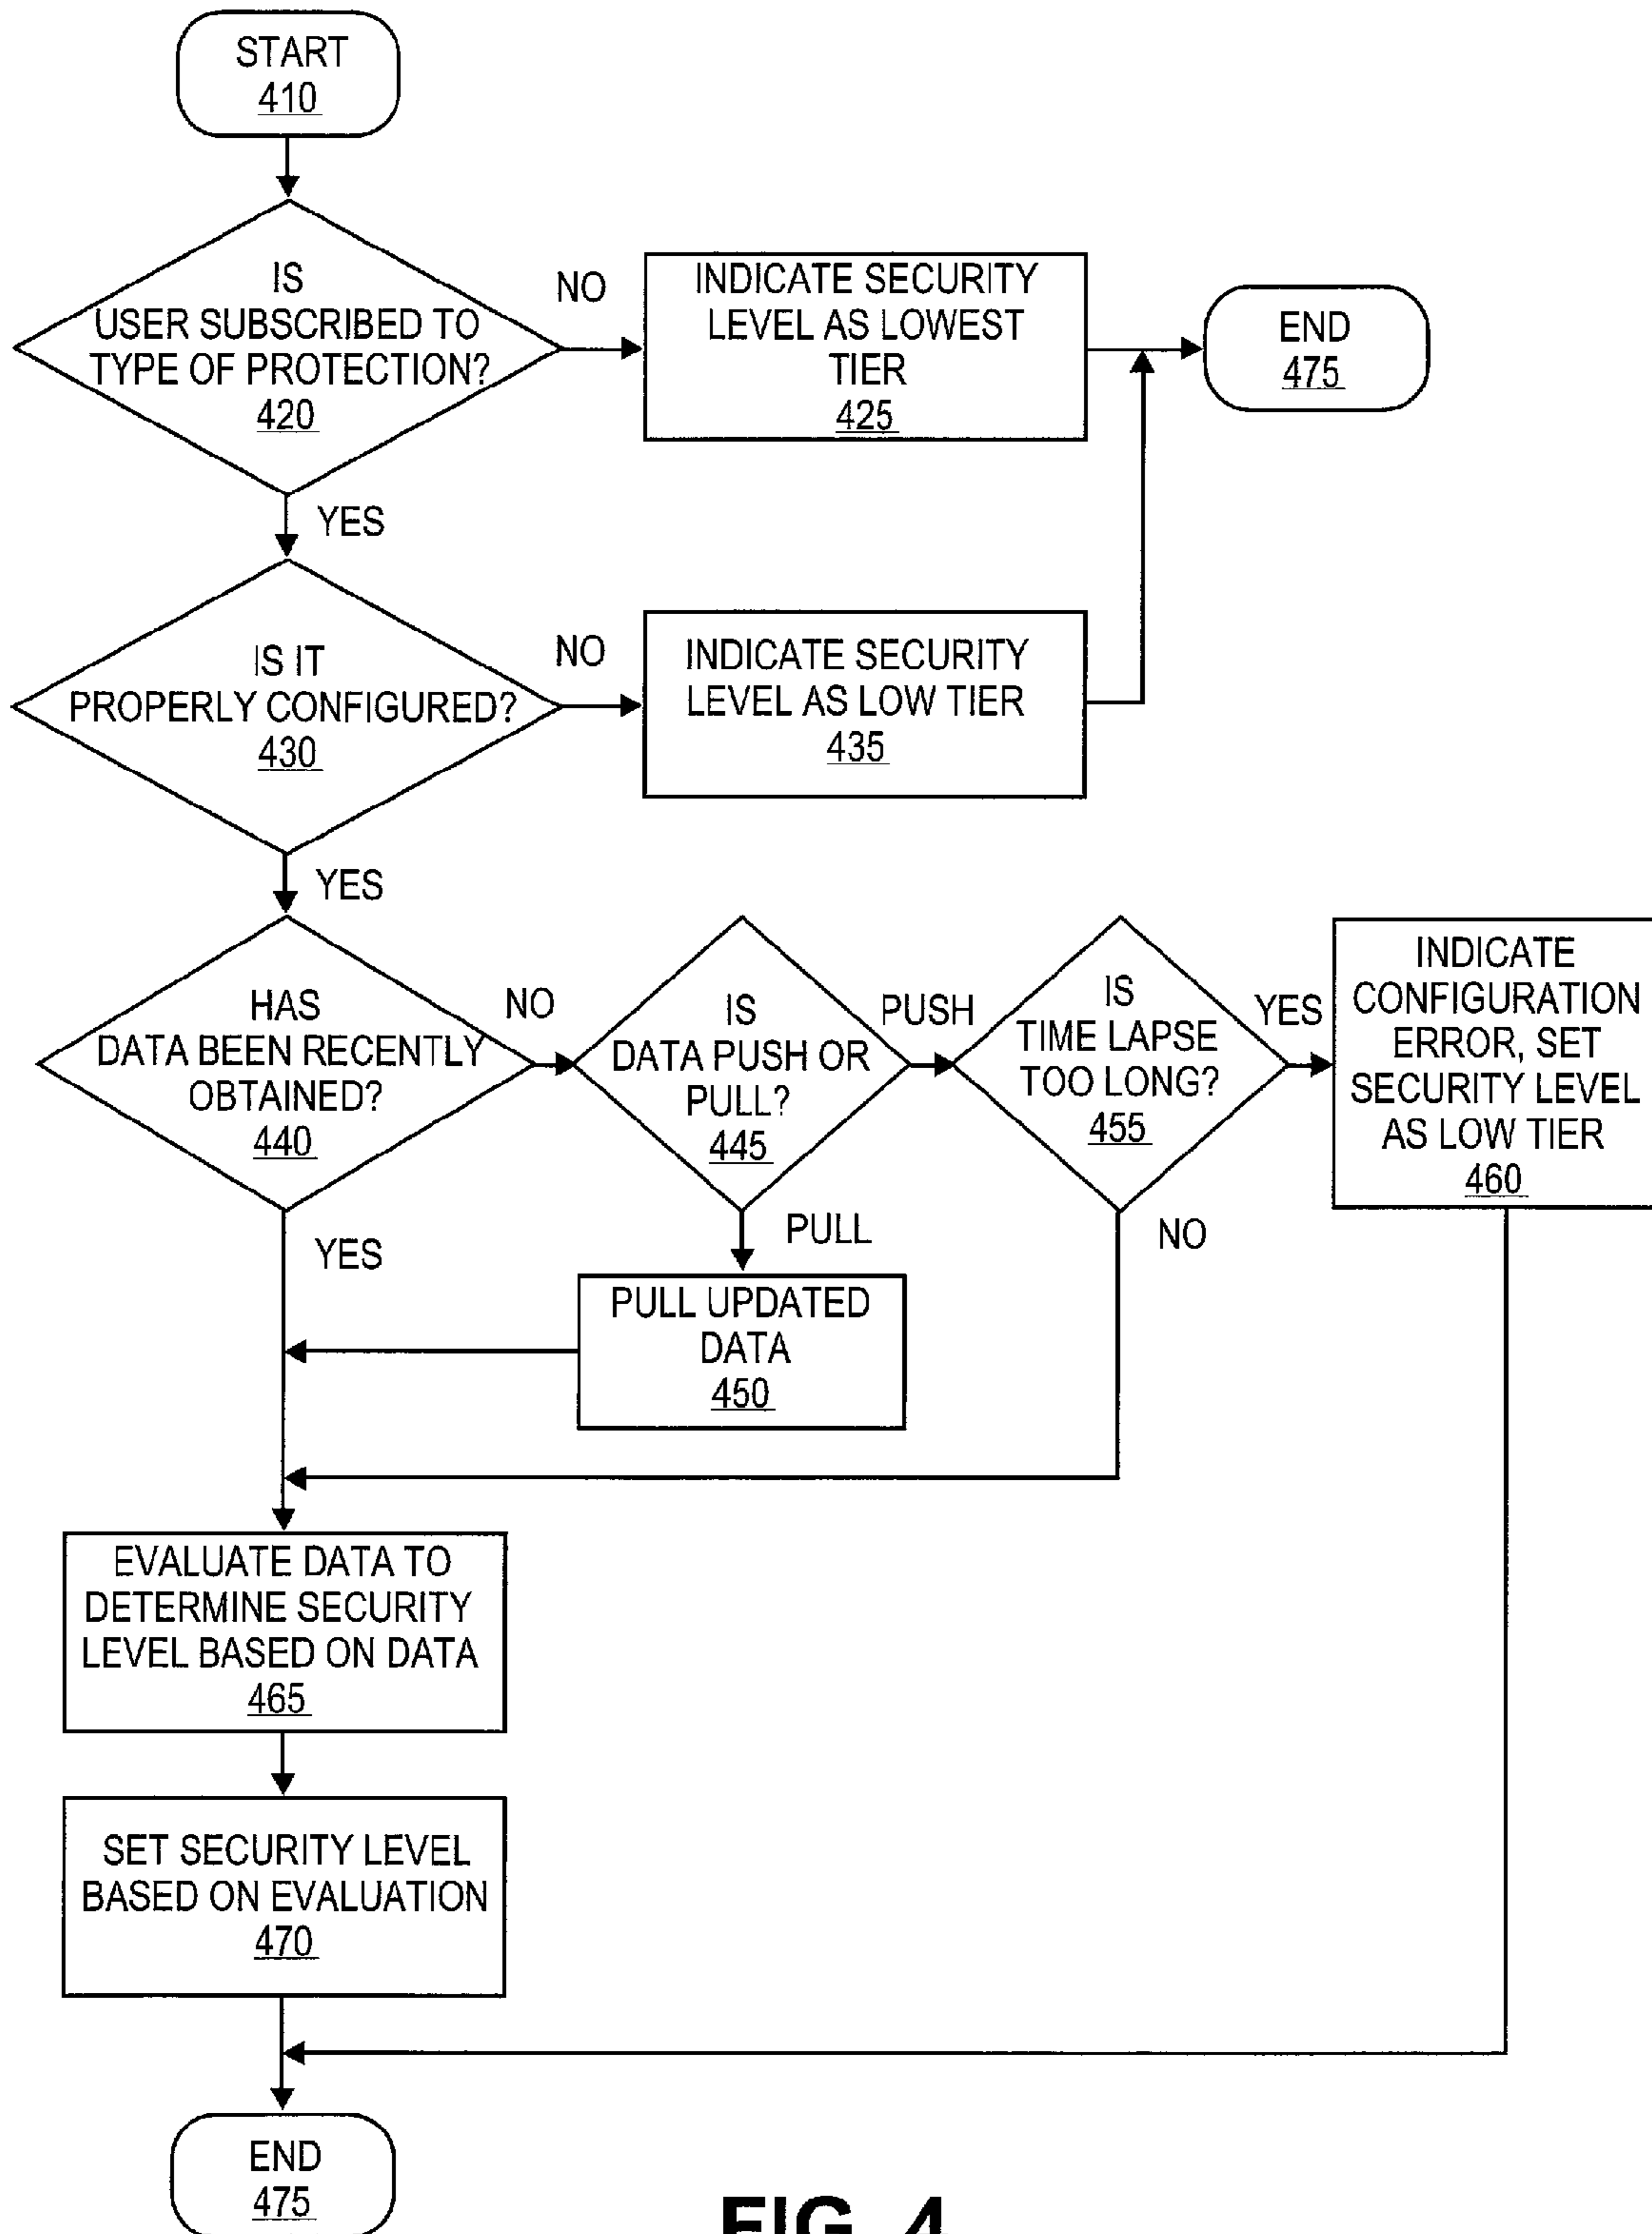 START
410
IS
USER SUBSCRIBED TO
TYPE OF PROTECTION?
420
NO
INDICATE SECURITY
LEVEL AS LOWEST
TIER
425
END
475
YES
IS IT
PROPERLY CONFIGURED?
430
NO
INDICATE SECURITY
LEVEL AS LOW TIER
435
YES
HAS
DATA BEEN RECENTLY
OBTAINED?
440
NO
IS
DATA PUSH OR
PULL?
445
PUSH
IS
TIME LAPSE
TOO LONG?
455
YES
INDICATE
CONFIGURATION
ERROR, SET
SECURITY LEVEL
AS LOW TIER
460
YES
PULL
NO
PULL UPDATED
DATA
450
EVALUATE DATA TO
DETERMINE SECURITY
LEVEL BASED ON DATA
465
SET SECURITY LEVEL
BASED ON EVALUATION
470
END
475
FIG. 4